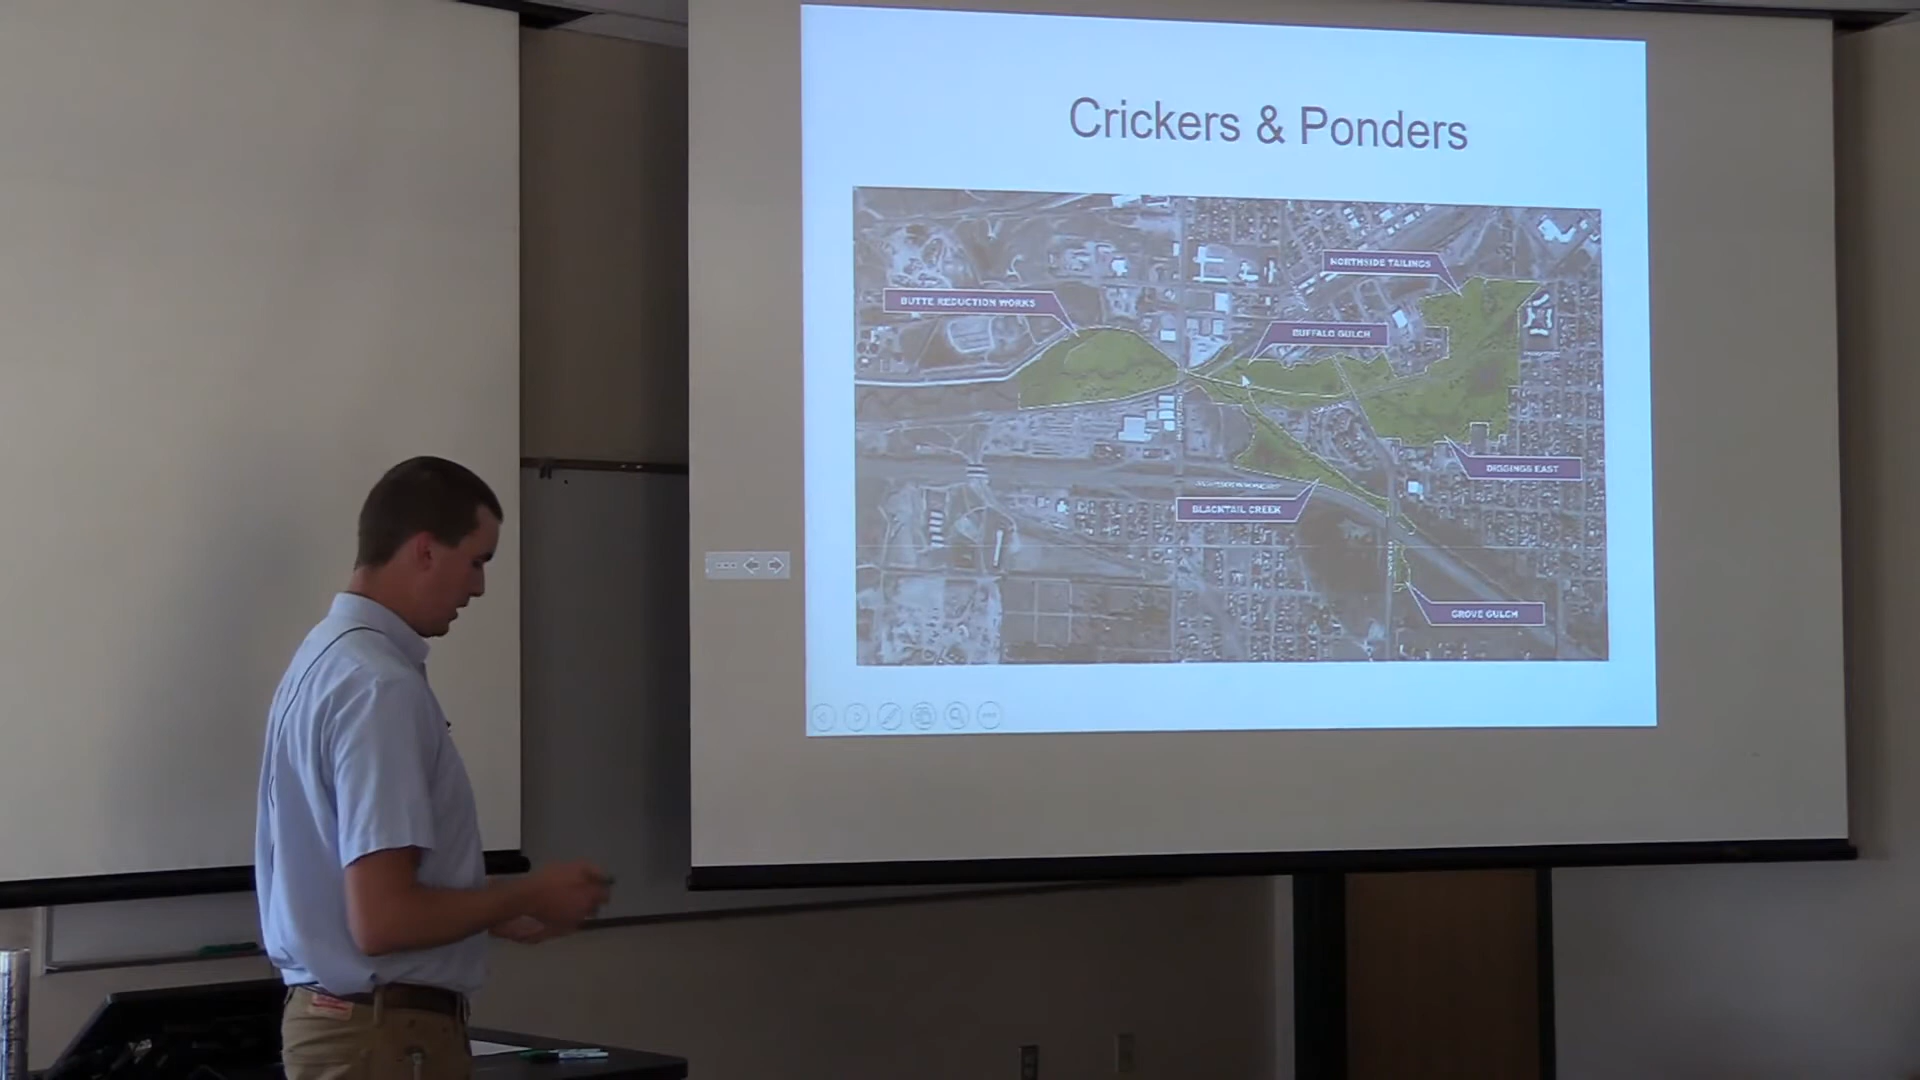 Crickers & Ponders
NORTHSIDE TAILINGS
BUTTE REDUCTION WORKS
BUFFALO GULCH
DIGGINGS EAST
BLACKTAIL CREEK
GROVE GULCH